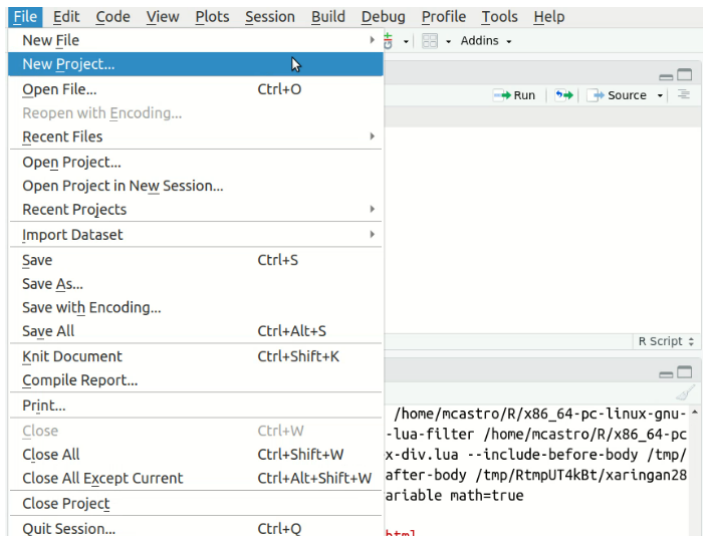 File Edit Code View Plots Session Build Debug Profile Tools Help
New File
Addins
New Project...
Open File... Ctrl+O
Run Source
Reopen with Encoding...
Recent Files
Open Project...
Open Project in New Session...
Recent Projects
Import Dataset
Save Ctrl+S
Save As...
Save with Encoding...
Save All Ctrl+Alt+S
R Script
Knit Document Ctrl+Shift+K
Compile Report...
Print...
/home/mcastro/R/x86_64-pc-linux-gnu-
Close Ctrl+W
-lua-filter /home/mcastro/R/x86_64-pc
Close All Ctrl+Shift+W
x-div.lua --include-before-body /tmp/
Close All Except Current Ctrl+Alt+Shift+W
after-body /tmp/RtmpUT4kBt/xaringan28
Close Project
ariable math=true
Quit Session... Ctrl+Q
html